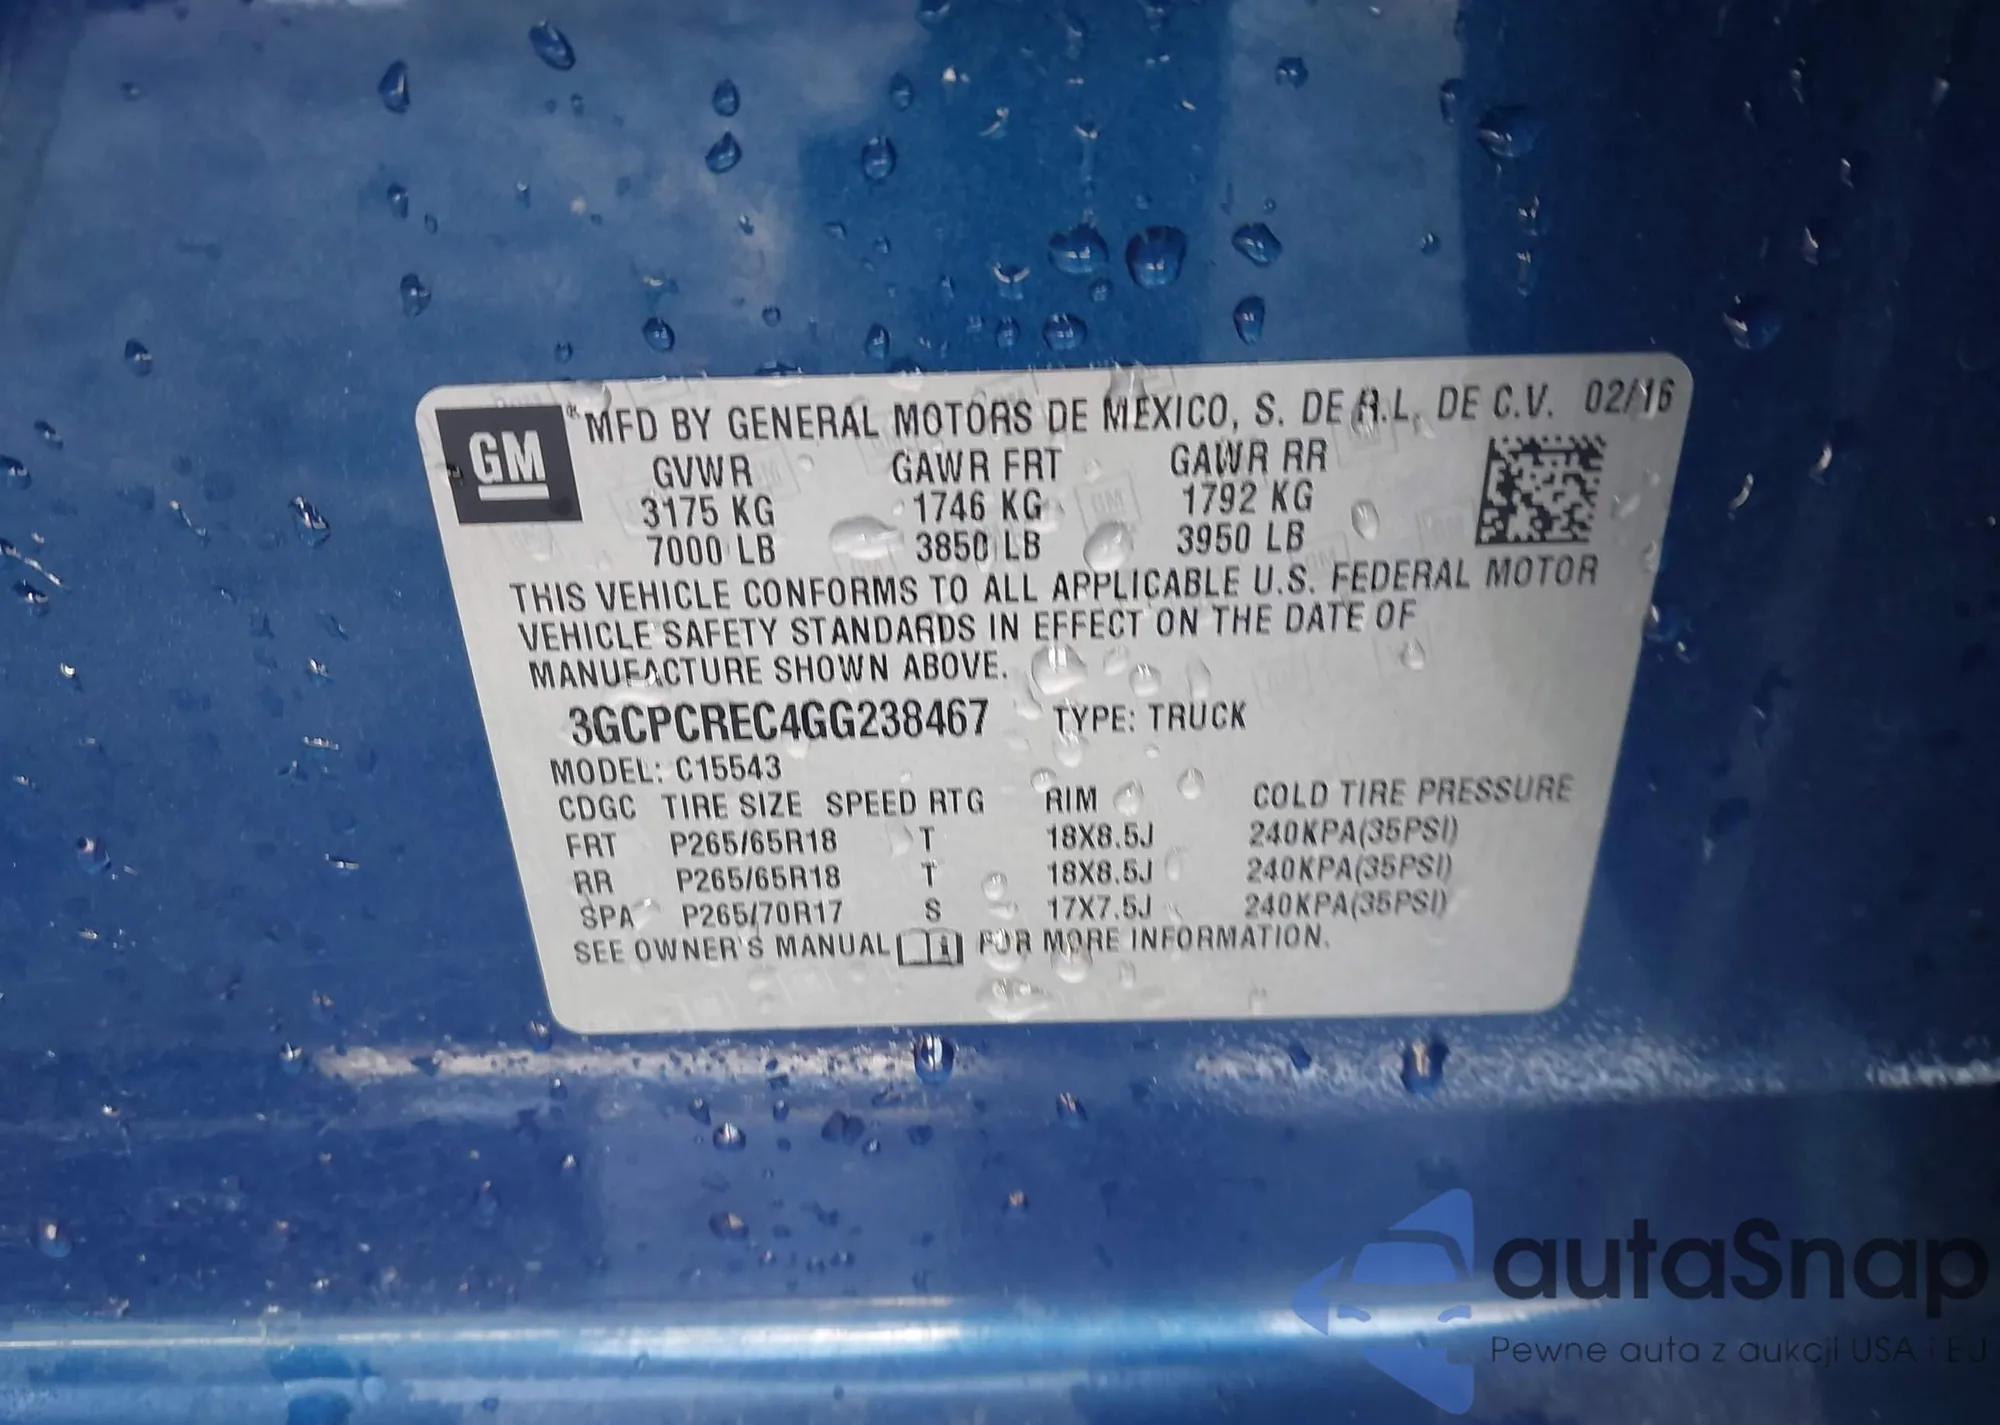 GM ® MFD BY GENERAL MOTORS DE MEXICO, S. DE R.L. DE C.V. 02/16
GVWR GAWR FRT GAWR RR
3175 KG 1746 KG 1792 KG
7000 LB 3850 LB 3950 LB
THIS VEHICLE CONFORMS TO ALL APPLICABLE U.S. FEDERAL MOTOR
VEHICLE SAFETY STANDARDS IN EFFECT ON THE DATE OF
MANUFACTURE SHOWN ABOVE.
3GCPCREC4GG238467 TYPE: TRUCK
MODEL: C15543
CDGC TIRE SIZE SPEED RTG RIM COLD TIRE PRESSURE
FRT P265/65R18 T 18X8.5J 240KPA(35PSI)
RR P265/65R18 T 18X8.5J 240KPA(35PSI)
SPA P265/70R17 S 17X7.5J 240KPA(35PSI)
SEE OWNER'S MANUAL FOR MORE INFORMATION.
autaSnap
Pewne auta z aukcji USA i EJ